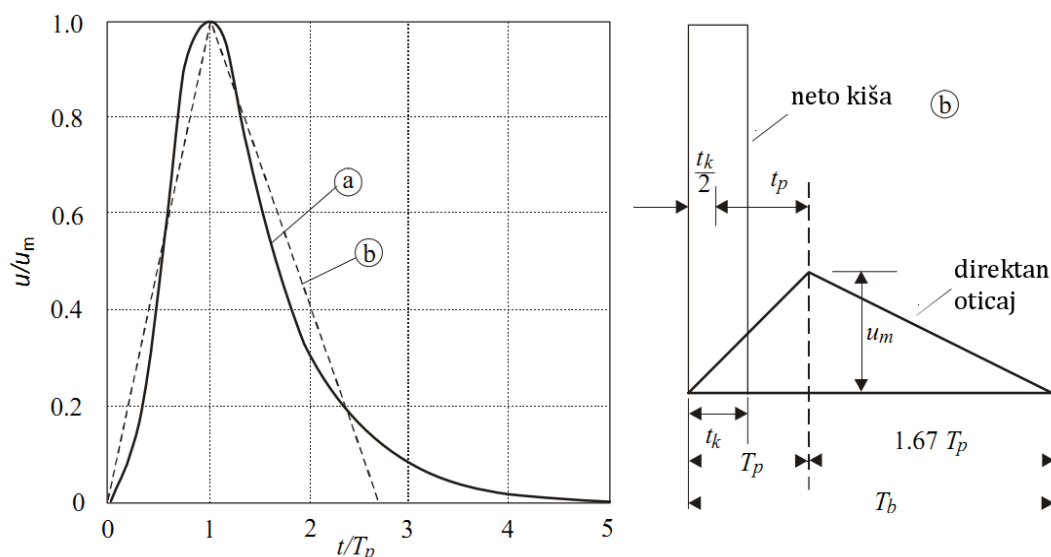 1.0
0.8
0.6
0.4
0.2
0
u/um
0
1
2
3
4
5
t/Tp
a
b
neto kiša
b
tk
2
tp
direktan
oticaj
um
tk
Tp
1.67 Tp
Tb